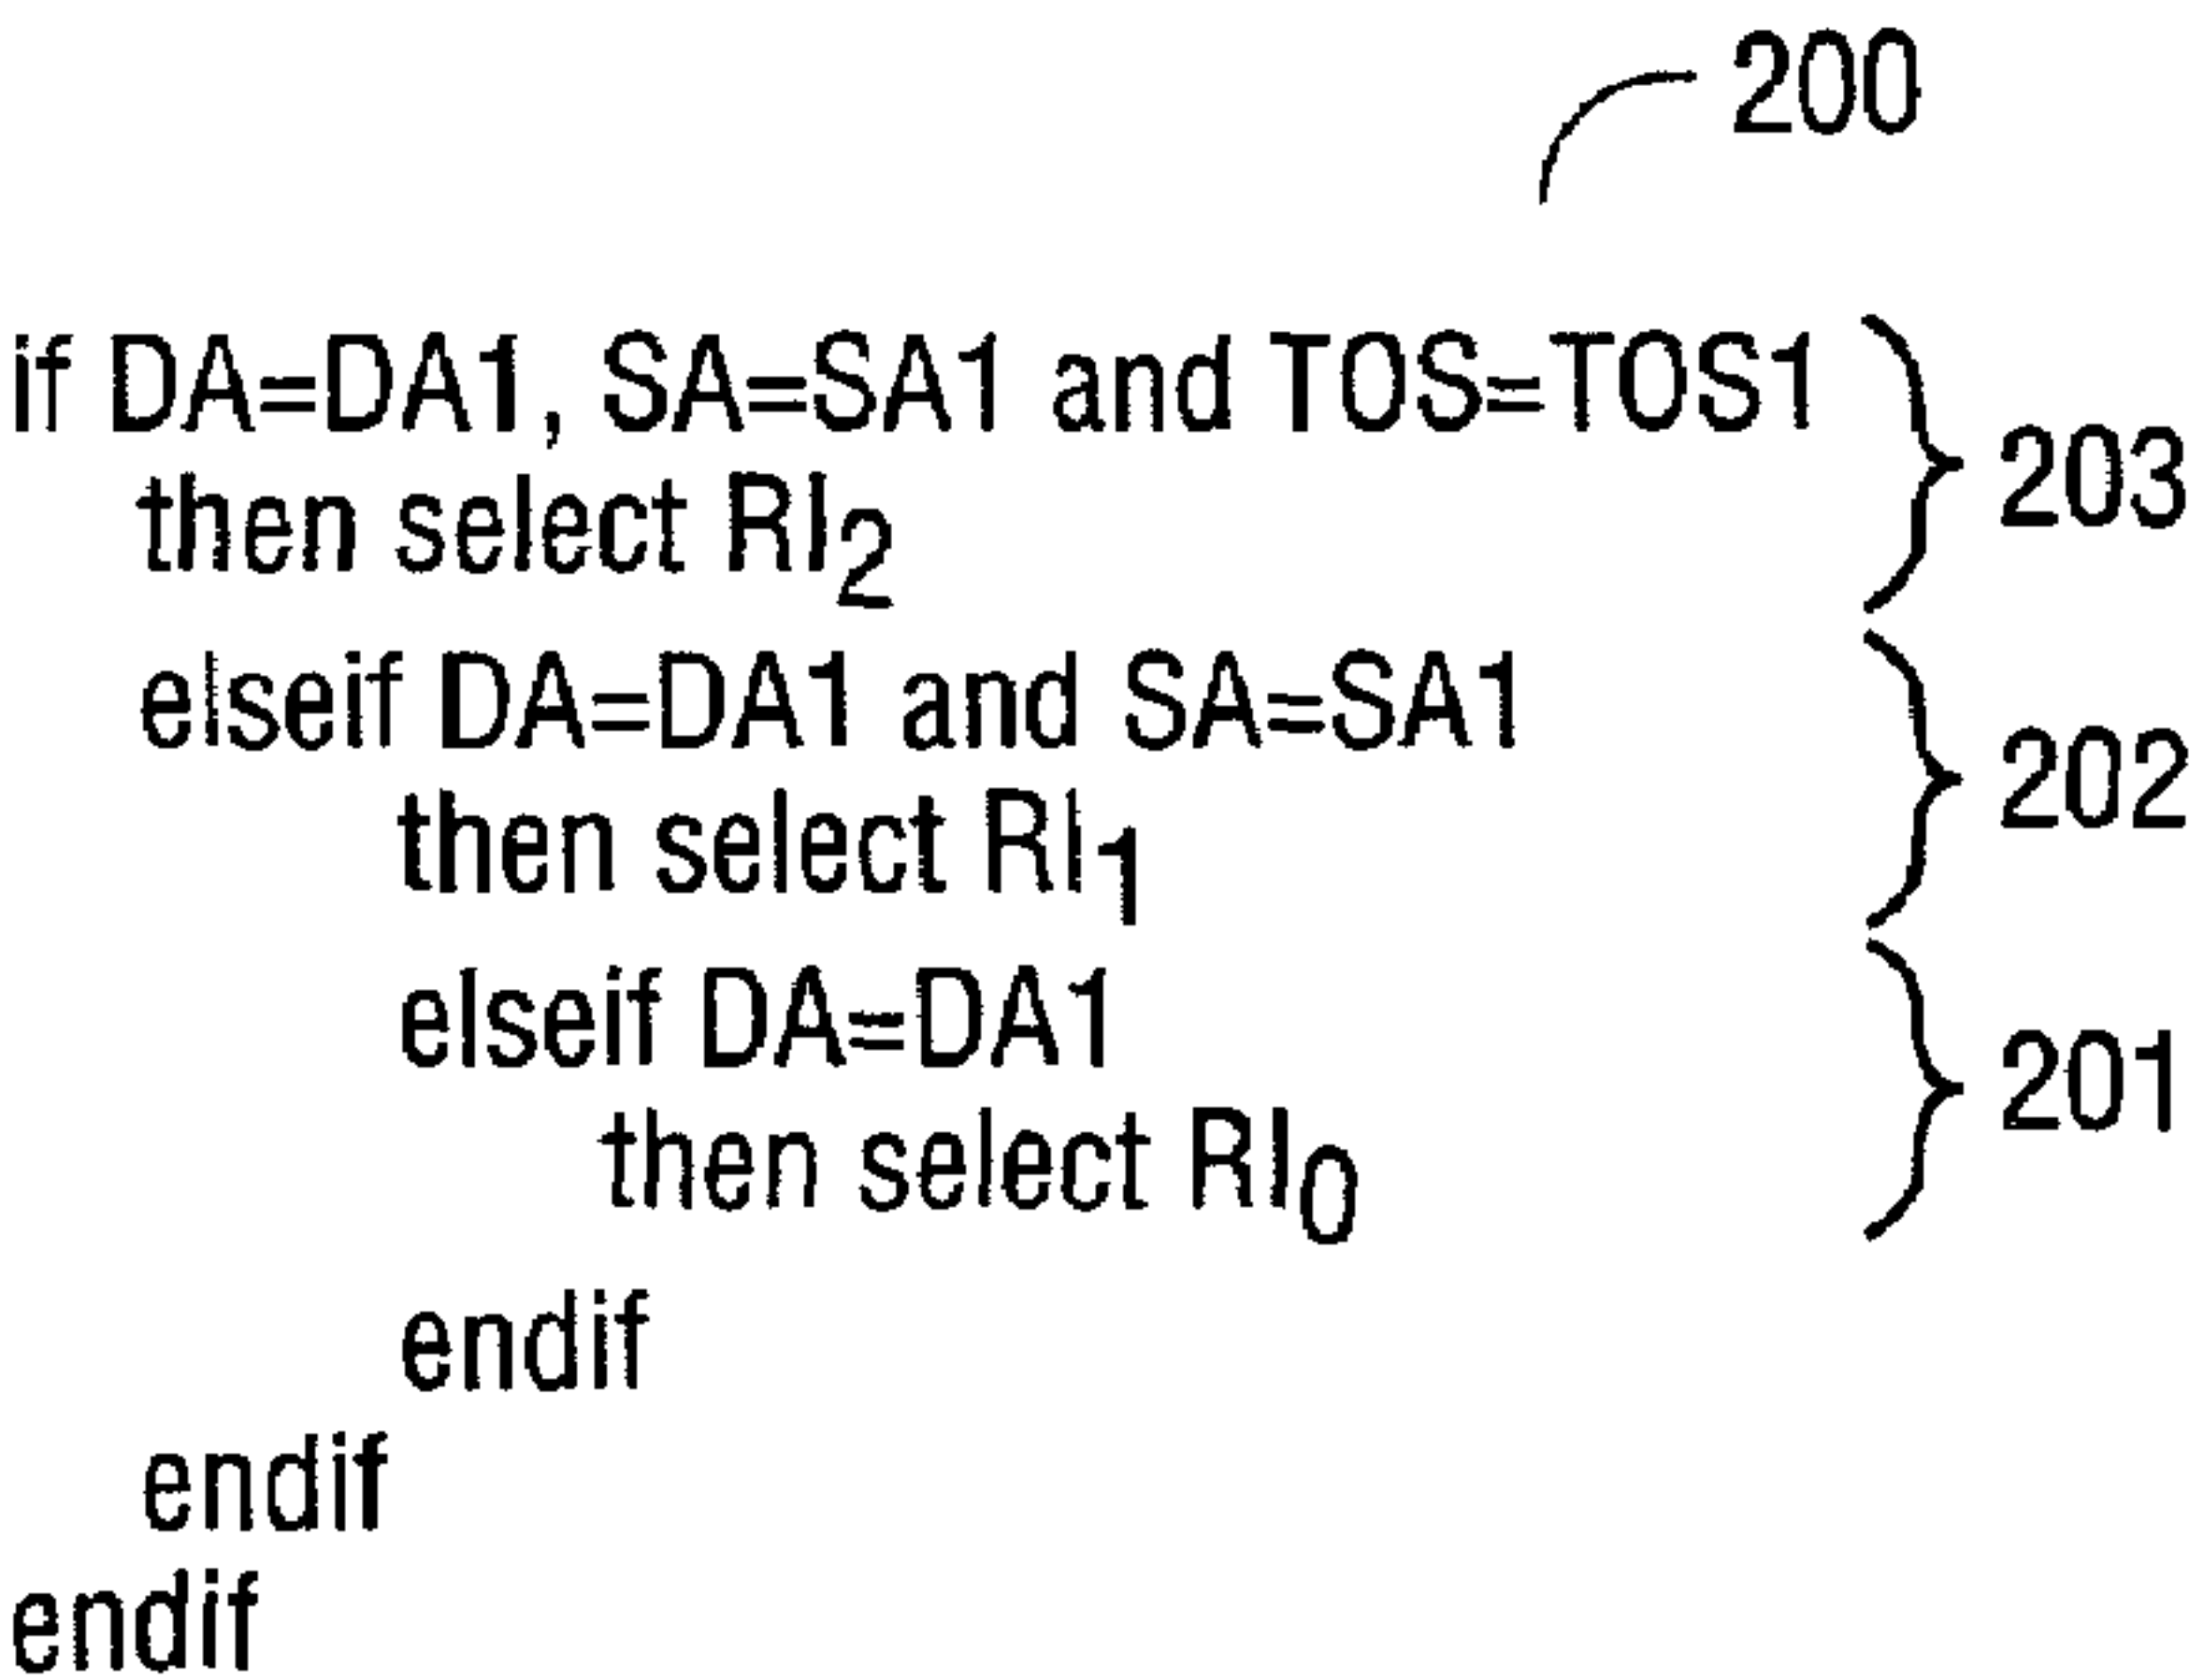 200
if DA=DA1, SA=SA1 and TOS=TOS1
203
then select RI2
elseif DA=DA1 and SA=SA1
202
then select RI1
elseif DA=DA1
201
then select RI0
endif
endif
endif